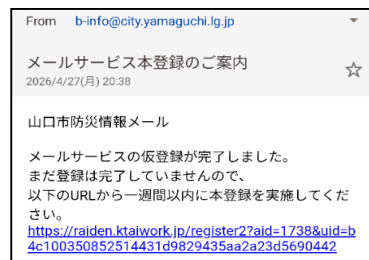 From b-info@city.yamaguchi.lg.jp
メールサービス本登録のご案内
2026/4/27(月) 20:38
山口市防災情報メール
メールサービスの仮登録が完了しました。
まだ登録は完了していませんので、
以下のURLから一週間以内に本登録を実施してくだ
さい。
https://raiden.ktaiwork.jp/register2?aid=1738&uid=b
4c100350852514431d9829435aa2a23d5690442